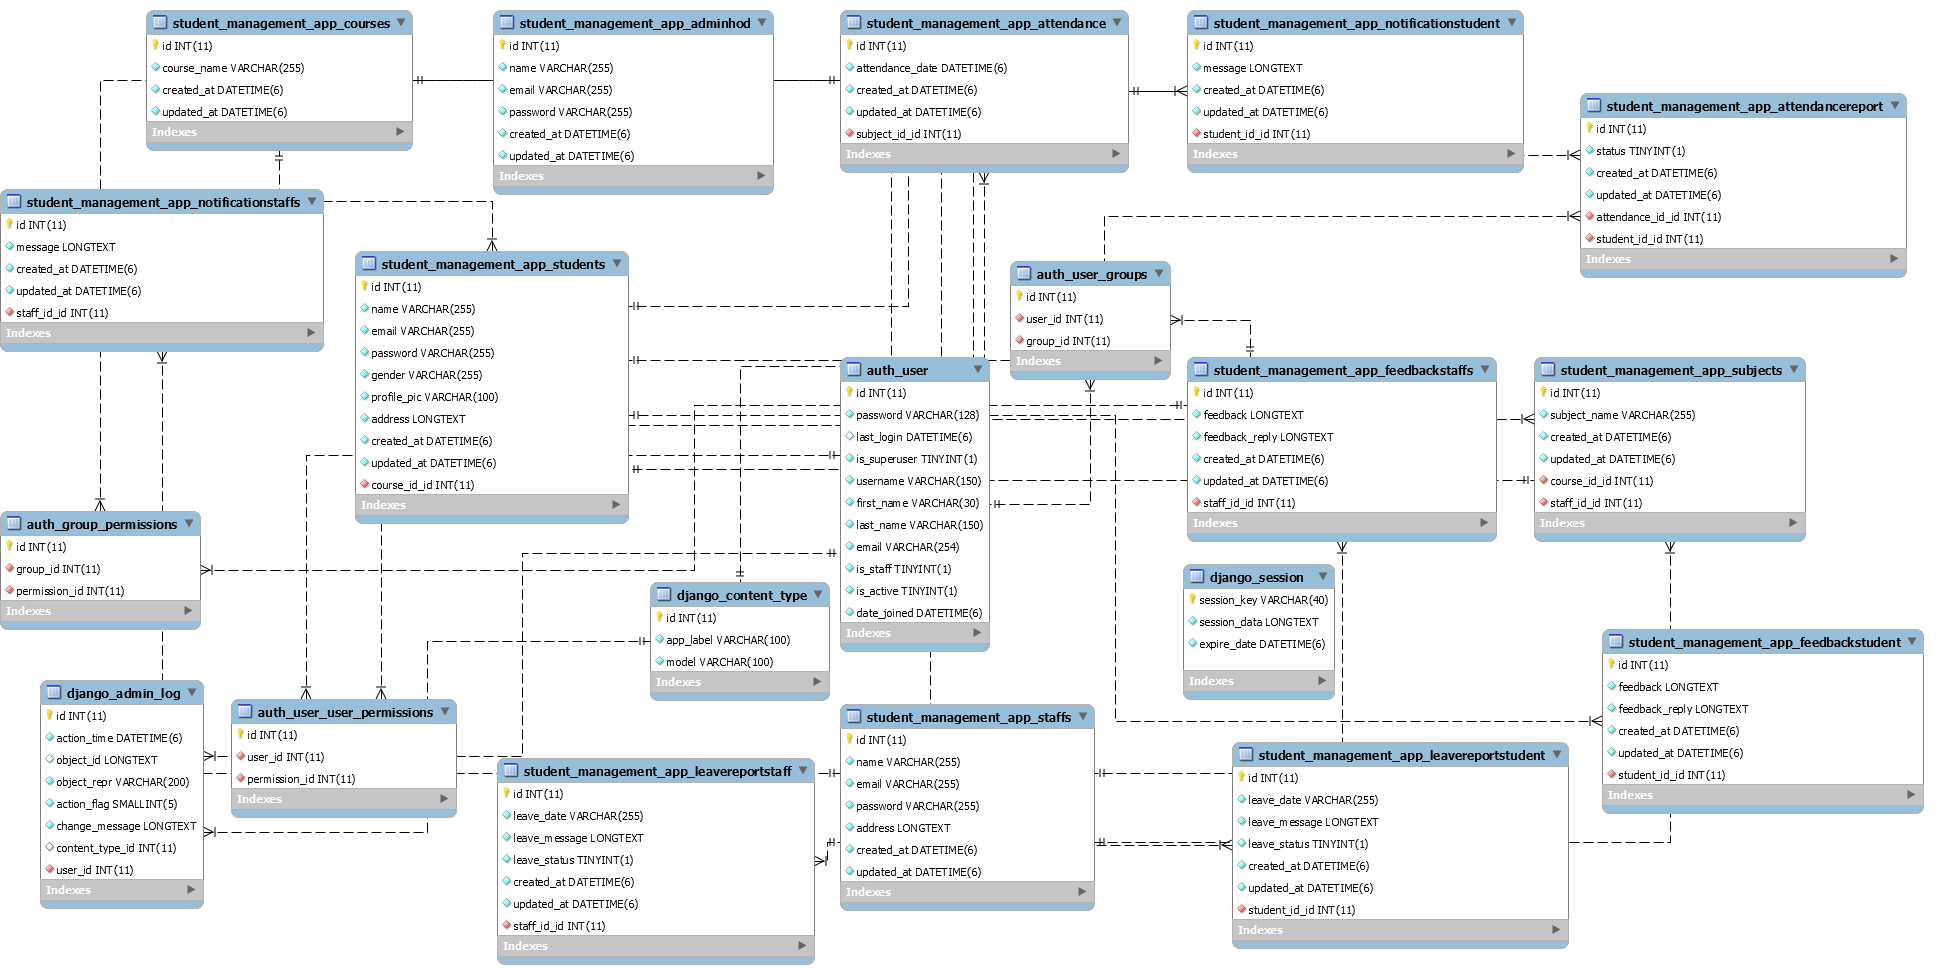 student_management_app_courses
id INT(11)
course_name VARCHAR(255)
created_at DATETIME(6)
updated_at DATETIME(6)
Indexes
student_management_app_adminhod
id INT(11)
name VARCHAR(255)
email VARCHAR(255)
password VARCHAR(255)
created_at DATETIME(6)
updated_at DATETIME(6)
Indexes
student_management_app_attendance
id INT(11)
attendance_date DATETIME(6)
created_at DATETIME(6)
updated_at DATETIME(6)
subject_id_id INT(11)
Indexes
student_management_app_notificationstudent
id INT(11)
message LONGTEXT
created_at DATETIME(6)
updated_at DATETIME(6)
student_id_id INT(11)
Indexes
student_management_app_attendancereport
id INT(11)
status TINYINT(1)
created_at DATETIME(6)
updated_at DATETIME(6)
attendance_id_id INT(11)
student_id_id INT(11)
Indexes
student_management_app_notificationstaffs
id INT(11)
message LONGTEXT
created_at DATETIME(6)
updated_at DATETIME(6)
staff_id_id INT(11)
Indexes
student_management_app_students
id INT(11)
name VARCHAR(255)
email VARCHAR(255)
password VARCHAR(255)
gender VARCHAR(255)
profile_pic VARCHAR(100)
address LONGTEXT
created_at DATETIME(6)
updated_at DATETIME(6)
course_id_id INT(11)
Indexes
auth_user_groups
id INT(11)
user_id INT(11)
group_id INT(11)
Indexes
auth_user
id INT(11)
password VARCHAR(128)
last_login DATETIME(6)
is_superuser TINYINT(1)
username VARCHAR(150)
first_name VARCHAR(30)
last_name VARCHAR(150)
email VARCHAR(254)
is_staff TINYINT(1)
is_active TINYINT(1)
date_joined DATETIME(6)
Indexes
student_management_app_feedbackstaffs
id INT(11)
feedback LONGTEXT
feedback_reply LONGTEXT
created_at DATETIME(6)
updated_at DATETIME(6)
staff_id_id INT(11)
Indexes
student_management_app_subjects
id INT(11)
subject_name VARCHAR(255)
created_at DATETIME(6)
updated_at DATETIME(6)
course_id_id INT(11)
staff_id_id INT(11)
Indexes
auth_group_permissions
id INT(11)
group_id INT(11)
permission_id INT(11)
Indexes
django_content_type
id INT(11)
app_label VARCHAR(100)
model VARCHAR(100)
Indexes
django_session
session_key VARCHAR(40)
session_data LONGTEXT
expire_date DATETIME(6)
Indexes
student_management_app_feedbackstudent
id INT(11)
feedback LONGTEXT
feedback_reply LONGTEXT
created_at DATETIME(6)
updated_at DATETIME(6)
student_id_id INT(11)
Indexes
django_admin_log
id INT(11)
action_time DATETIME(6)
object_id LONGTEXT
object_repr VARCHAR(200)
action_flag SMALLINT(5)
change_message LONGTEXT
content_type_id INT(11)
user_id INT(11)
Indexes
auth_user_user_permissions
id INT(11)
user_id INT(11)
permission_id INT(11)
Indexes
student_management_app_leavereportstaff
id INT(11)
leave_date VARCHAR(255)
leave_message LONGTEXT
leave_status TINYINT(1)
created_at DATETIME(6)
updated_at DATETIME(6)
staff_id_id INT(11)
Indexes
student_management_app_staffs
id INT(11)
name VARCHAR(255)
email VARCHAR(255)
password VARCHAR(255)
address LONGTEXT
created_at DATETIME(6)
updated_at DATETIME(6)
Indexes
student_management_app_leavereportstudent
id INT(11)
leave_date VARCHAR(255)
leave_message LONGTEXT
leave_status TINYINT(1)
created_at DATETIME(6)
updated_at DATETIME(6)
student_id_id INT(11)
Indexes